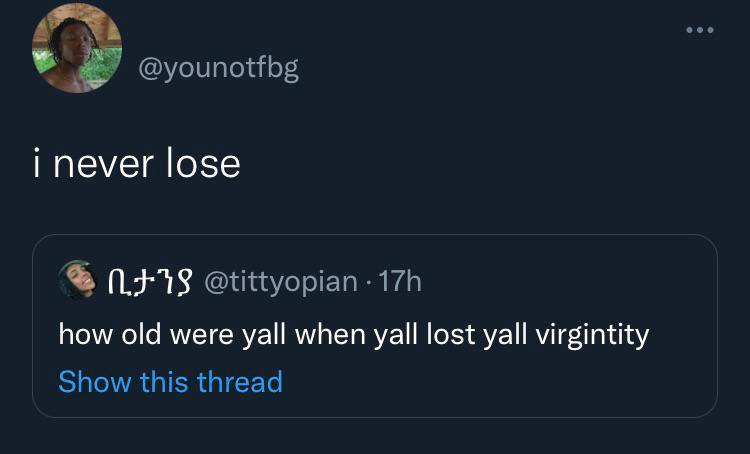 @younotfbg
i never lose
ቢታንያ @tittyopian · 17h
how old were yall when yall lost yall virgintity
Show this thread